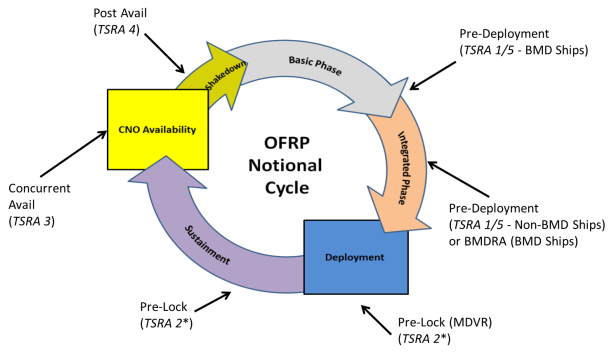 Post Avail
(TSRA 4)
Shakedown
Basic Phase
Pre-Deployment
(TSRA 1/5 - BMD Ships)
CNO Availability
OFRP
Notional
Cycle
Integrated Phase
Concurrent
Avail
(TSRA 3)
Pre-Deployment
(TSRA 1/5 - Non-BMD Ships)
or BMDRA (BMD Ships)
Sustainment
Deployment
Pre-Lock
(TSRA 2*)
Pre-Lock (MDVR)
(TSRA 2*)